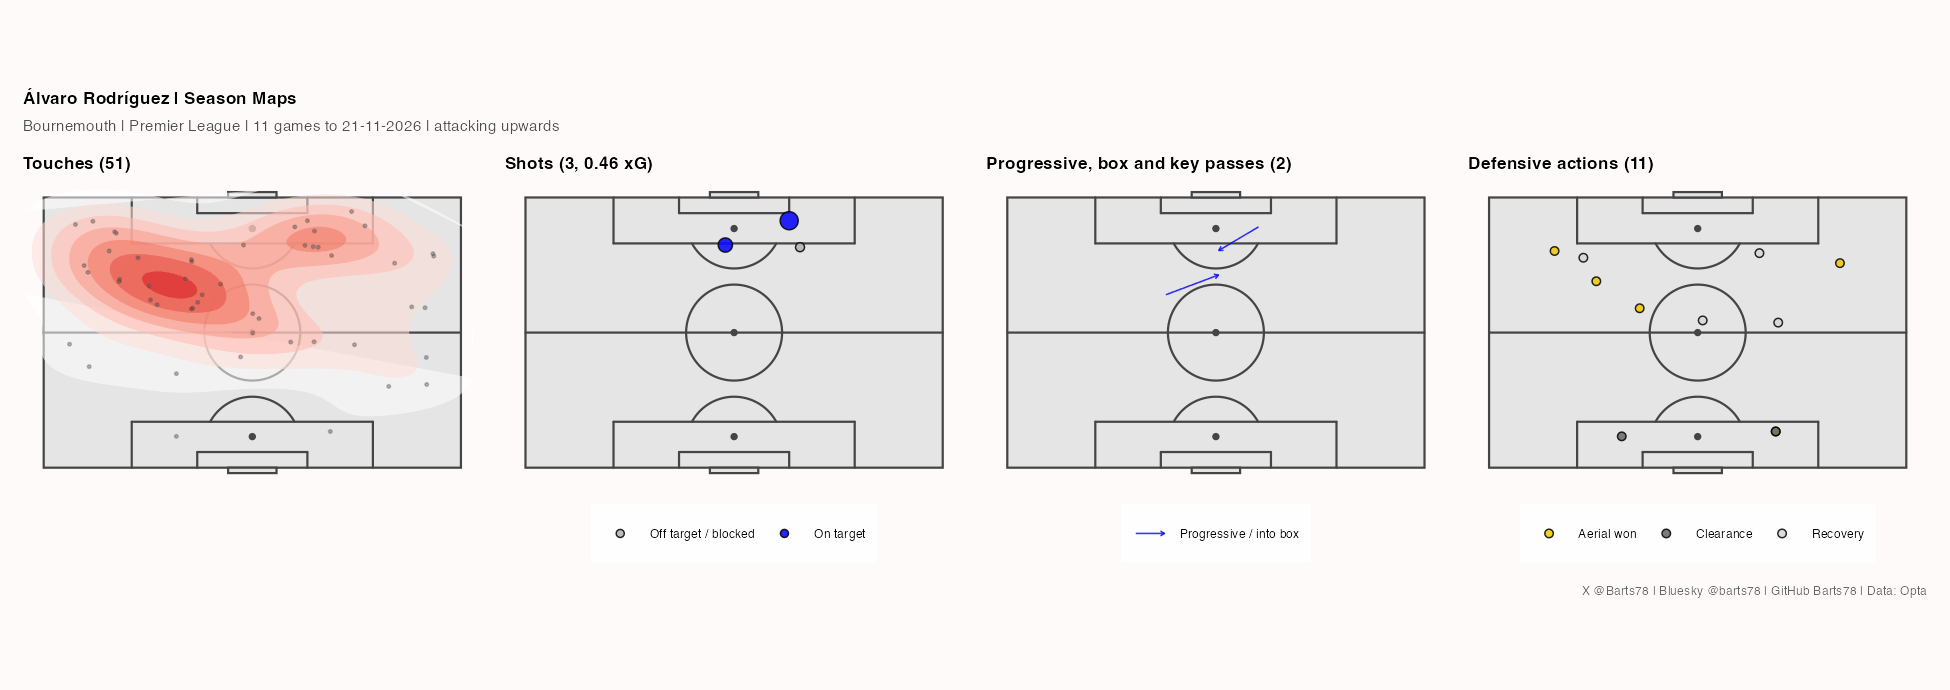 Álvaro Rodríguez | Season Maps
Bournemouth | Premier League | 11 games to 21-11-2026 | attacking upwards
Touches (51)
Shots (3, 0.46 xG)
Progressive, box and key passes (2)
Defensive actions (11)
Off target / blocked
On target
Progressive / into box
Aerial won
Clearance
Recovery
X @Barts78 | Bluesky @barts78 | GitHub Barts78 | Data: Opta